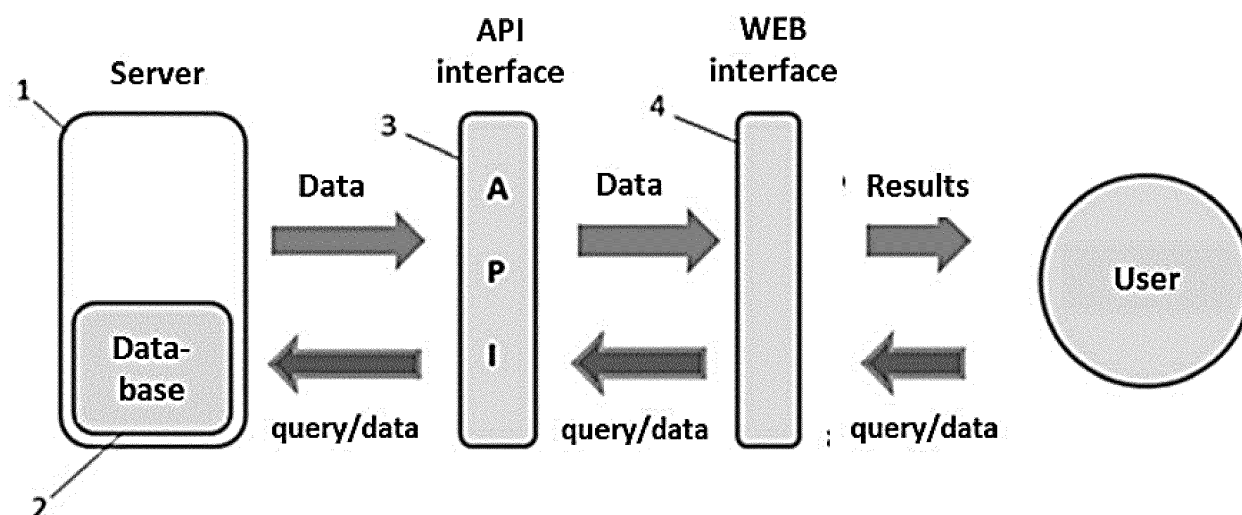 Server
API
interface
WEB
interface
1
3
4
Data
Data
Results
A
P
I
User
Data-
base
query/data
query/data
query/data
2